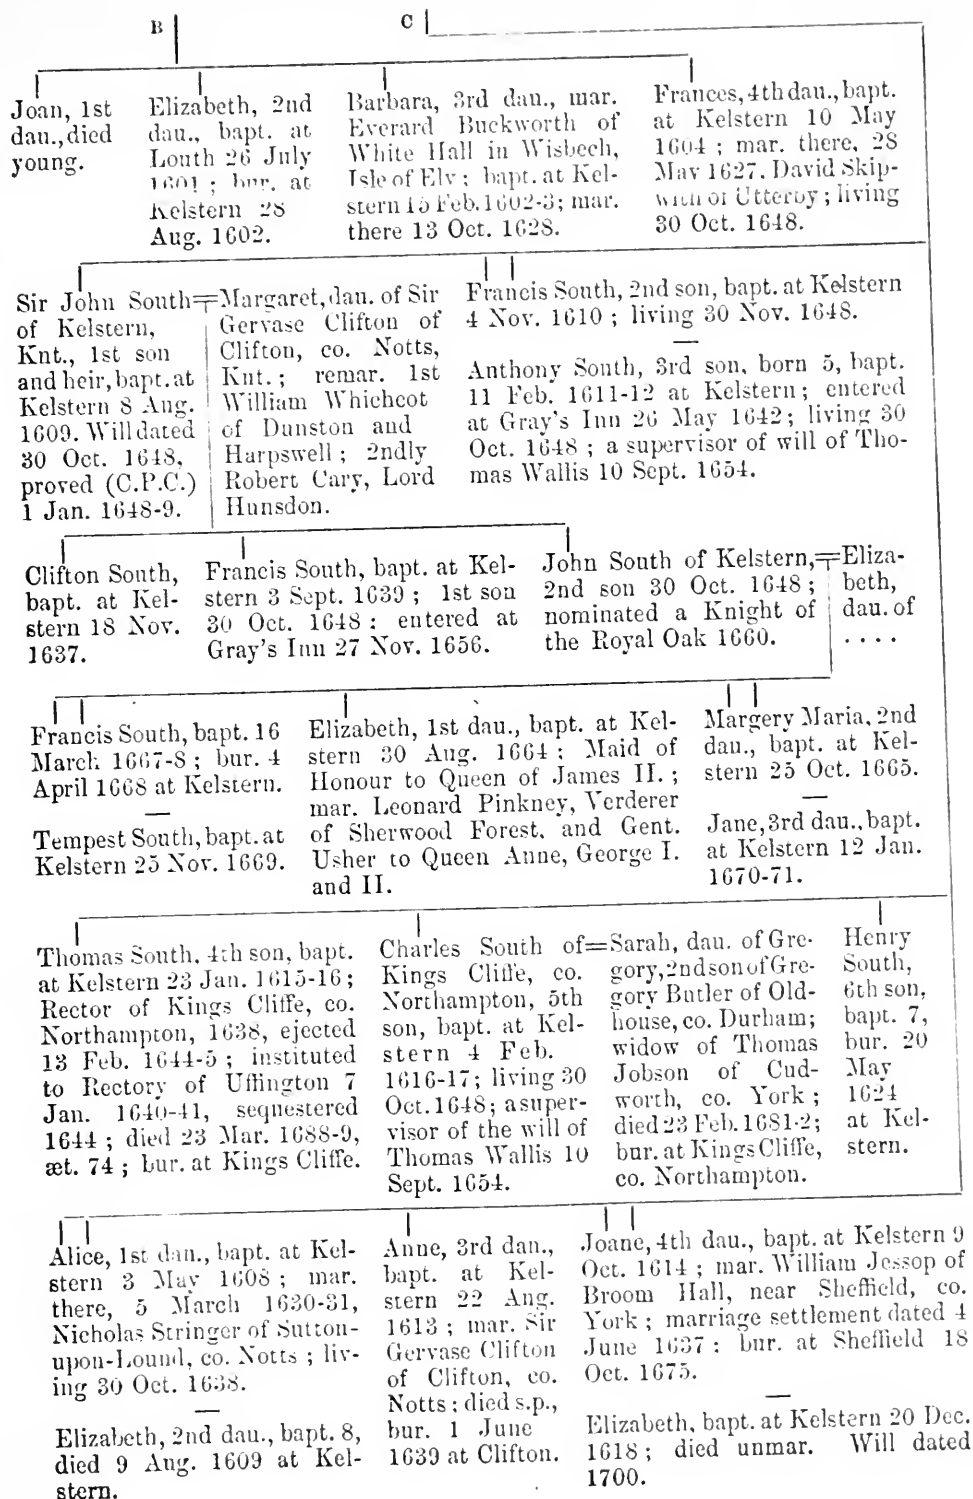 B
C
Joan, 1st
dau., died
young.
Elizabeth, 2nd
dau., bapt. at
Louth 26 July
1601 ; bur. at
Kelstern 28
Aug. 1602.
Barbara, 3rd dau., mar.
Everard Buckworth of
White Hall in Wisbech,
Isle of Ely ; bapt. at Kel-
stern 15 Feb. 1602-3; mar.
there 13 Oct. 1628.
Frances, 4th dau., bapt.
at Kelstern 10 May
1604 ; mar. there, 28
May 1627, David Skip-
with of Utterby ; living
30 Oct. 1648.
Sir John South=
of Kelstern,
Knt., 1st son
and heir, bapt. at
Kelstern 8 Aug.
1609. Will dated
30 Oct. 1648,
proved (C.P.C.)
1 Jan. 1648-9.
Margaret, dau. of Sir
Gervase Clifton of
Clifton, co. Notts,
Knt. ; remar. 1st
William Whichcot
of Dunston and
Harpswell ; 2ndly
Robert Cary, Lord
Hunsdon.
Francis South, 2nd son, bapt. at Kelstern
4 Nov. 1610 ; living 30 Nov. 1648.
Anthony South, 3rd son, born 5, bapt.
11 Feb. 1611-12 at Kelstern ; entered
at Gray's Inn 26 May 1642 ; living 30
Oct. 1648 ; a supervisor of will of Tho-
mas Wallis 10 Sept. 1654.
Clifton South,
bapt. at Kel-
stern 18 Nov.
1637.
Francis South, bapt. at Kel-
stern 3 Sept. 1639 ; 1st son
30 Oct. 1648 : entered at
Gray's Inn 27 Nov. 1656.
John South of Kelstern,=
2nd son 30 Oct. 1648 ;
nominated a Knight of
the Royal Oak 1660.
Eliza-
beth,
dau. of
....
Francis South, bapt. 16
March 1667-8 ; bur. 4
April 1668 at Kelstern.
Tempest South, bapt. at
Kelstern 25 Nov. 1669.
Elizabeth, 1st dau., bapt. at Kel-
stern 30 Aug. 1664 ; Maid of
Honour to Queen of James II. ;
mar. Leonard Pinkney, Verderer
of Sherwood Forest, and Gent.
Usher to Queen Anne, George I.
and II.
Margery Maria, 2nd
dau., bapt. at Kel-
stern 25 Oct. 1665.
Jane, 3rd dau., bapt.
at Kelstern 12 Jan.
1670-71.
Thomas South, 4th son, bapt.
at Kelstern 23 Jan. 1615-16 ;
Rector of Kings Cliffe, co.
Northampton, 1638, ejected
13 Feb. 1644-5 ; instituted
to Rectory of Uffington 7
Jan. 1640-41, sequestered
1644 ; died 23 Mar. 1688-9,
æt. 74 ; bur. at Kings Cliffe.
Charles South of=
Kings Cliffe, co.
Northampton, 5th
son, bapt. at Kel-
stern 4 Feb.
1616-17; living 30
Oct. 1648; a super-
visor of the will of
Thomas Wallis 10
Sept. 1654.
Sarah, dau. of Gre-
gory, 2nd son of Gre-
gory Butler of Old-
house, co. Durham;
widow of Thomas
Jobson of Cud-
worth, co. York ;
died 23 Feb. 1681-2;
bur. at Kings Cliffe,
co. Northampton.
Henry
South,
6th son,
bapt. 7,
bur. 20
May
1624
at Kel-
stern.
Alice, 1st dau., bapt. at Kel-
stern 3 May 1608 ; mar.
there, 5 March 1630-31,
Nicholas Stringer of Sutton-
upon-Lound, co. Notts ; liv-
ing 30 Oct. 1638.
Elizabeth, 2nd dau., bapt. 8,
died 9 Aug. 1609 at Kel-
stern.
Anne, 3rd dau.,
bapt. at Kel-
stern 22 Aug.
1613 ; mar. Sir
Gervase Clifton
of Clifton, co.
Notts ; died s.p.,
bur. 1 June
1639 at Clifton.
Joane, 4th dau., bapt. at Kelstern 9
Oct. 1614 ; mar. William Jessop of
Broom Hall, near Sheffield, co.
York ; marriage settlement dated 4
June 1637 ; bur. at Sheffield 18
Oct. 1675.
Elizabeth, bapt. at Kelstern 20 Dec.
1618 ; died unmar. Will dated
1700.